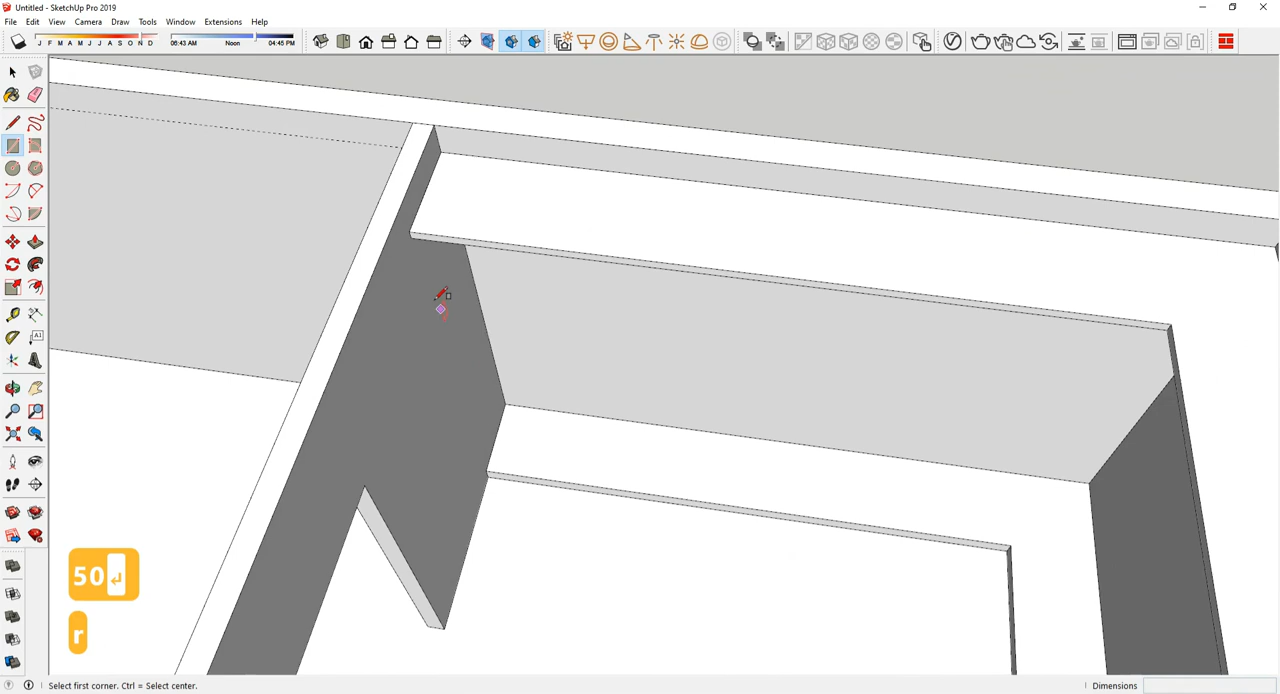 Untitled - SketchUp Pro 2019
File Edit View Camera Draw Tools Window Extensions Help
J F M A M J J A S O N D 06:43 AM Noon 04:45 PM
AI
50
r
Select first corner. Ctrl = Select center. Dimensions